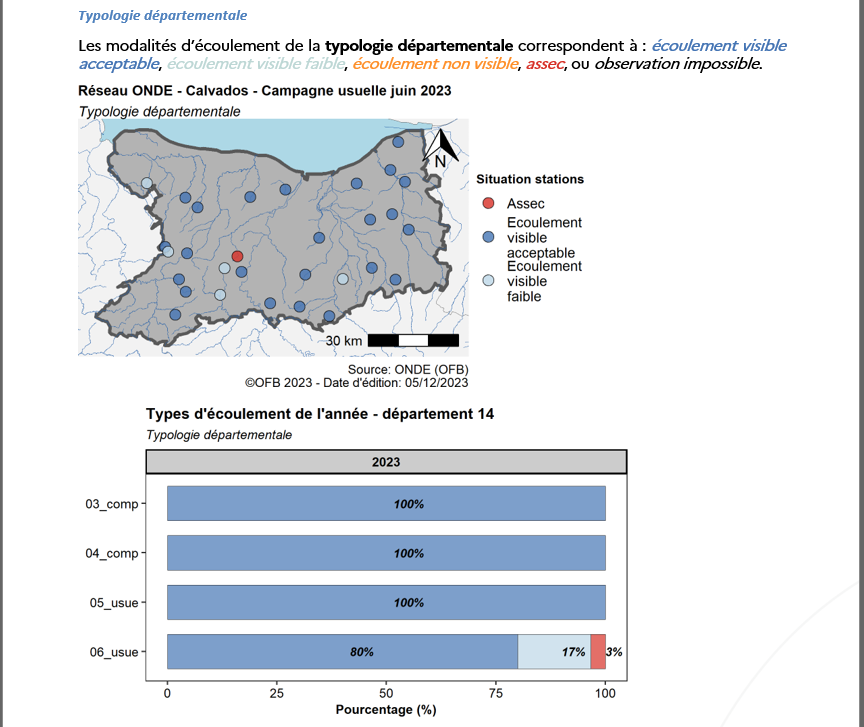 Typologie départementale
Les modalités d'écoulement de la typologie départementale correspondent à : écoulement visible
acceptable, écoulement visible faible, écoulement non visible, assec, ou observation impossible.
Réseau ONDE - Calvados - Campagne usuelle juin 2023
Typologie départementale
N
30 km
Situation stations
Assec
Ecoulement
visible
acceptable
Ecoulement
visible
faible
Source: ONDE (OFB)
©OFB 2023 - Date d'édition: 05/12/2023
Types d'écoulement de l'année - département 14
Typologie départementale
2023
03_comp 100%
04_comp 100%
05_usue 100%
06_usue 80% 17% 3%
0 25 50 75 100
Pourcentage (%)